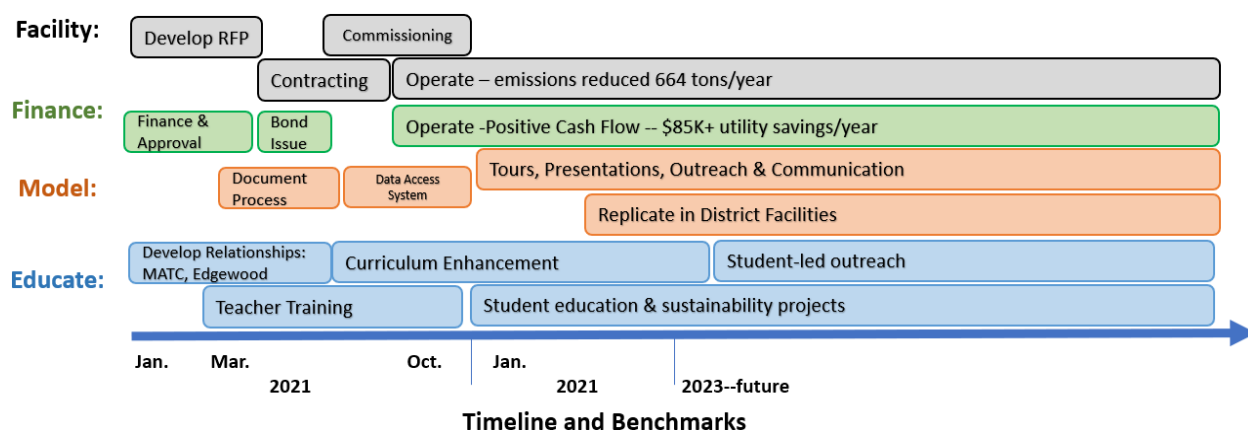 Facility:
Develop RFP
Commissioning
Contracting
Operate – emissions reduced 664 tons/year
Finance:
Finance &
Approval
Bond
Issue
Operate -Positive Cash Flow -- $85K+ utility savings/year
Model:
Document
Process
Data Access
System
Tours, Presentations, Outreach & Communication
Replicate in District Facilities
Educate:
Develop Relationships:
MATC, Edgewood
Curriculum Enhancement
Student-led outreach
Teacher Training
Student education & sustainability projects
Jan. Mar. Oct. Jan.
2021 2021 2023--future
Timeline and Benchmarks